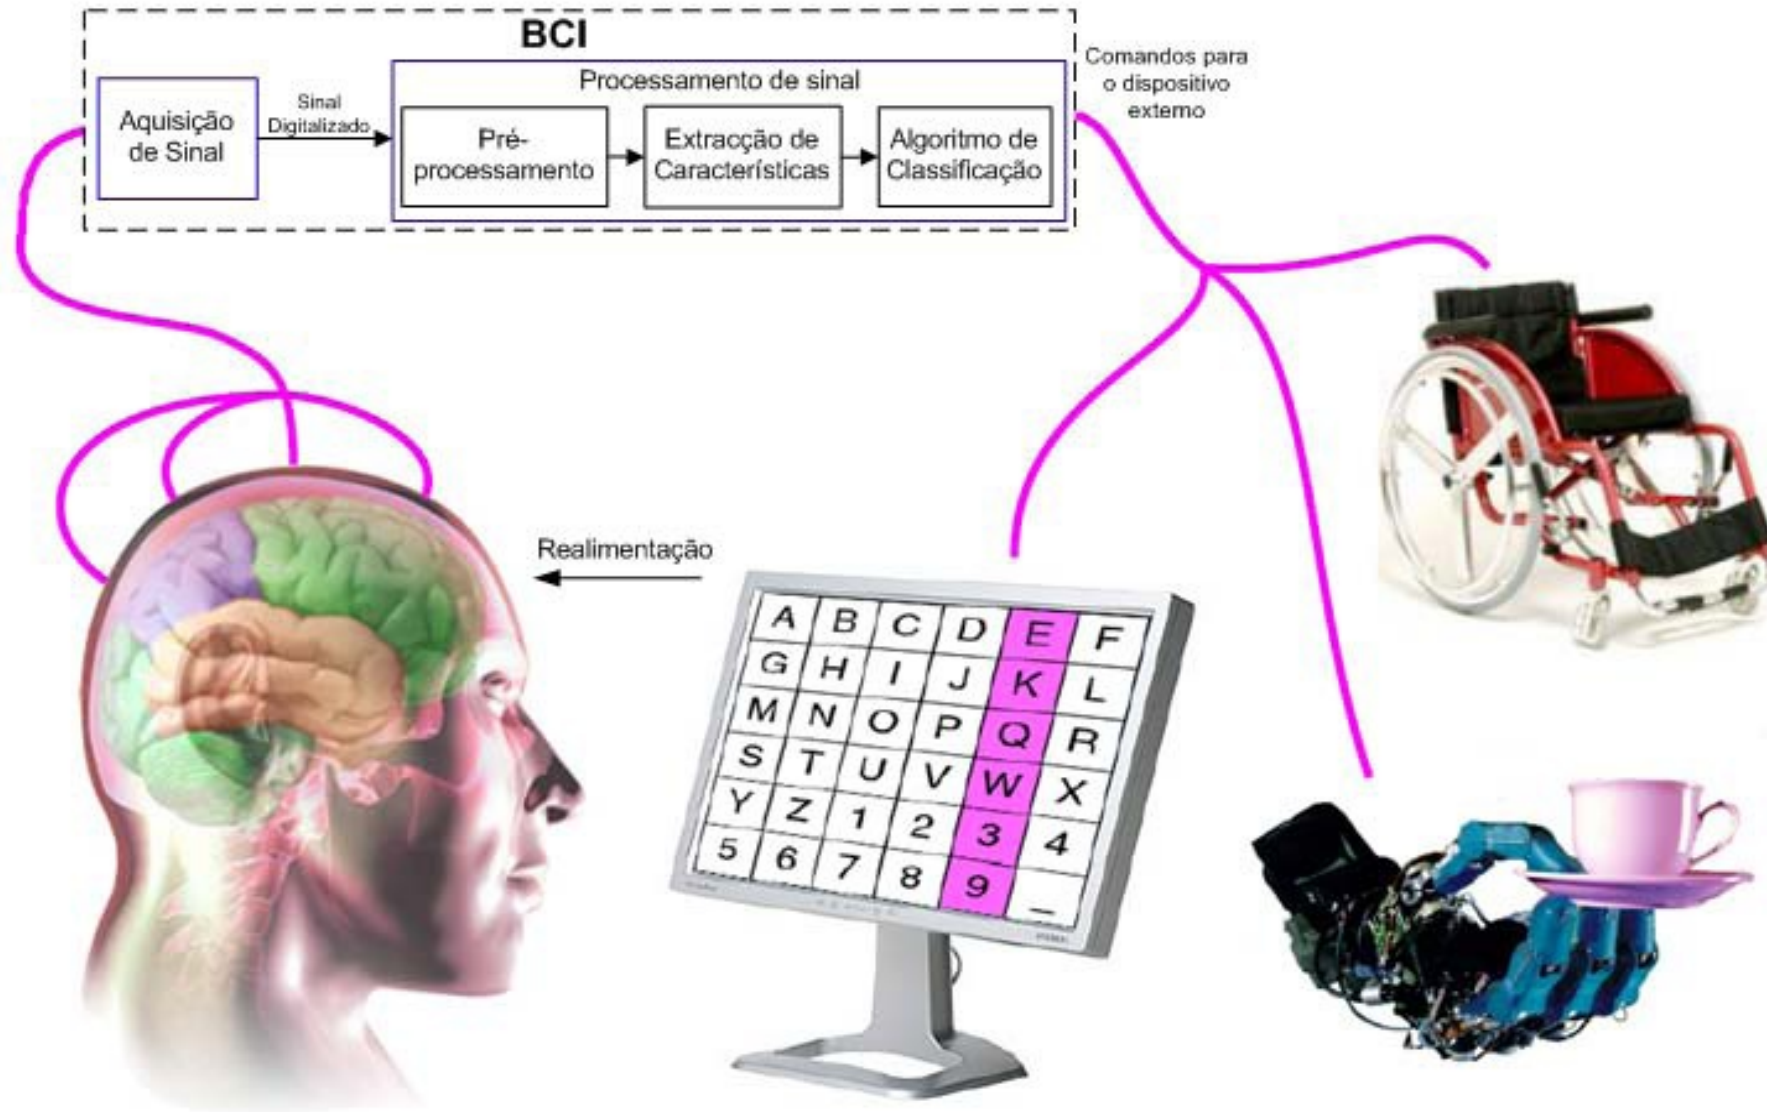 BCI
Processamento de sinal
Aquisição
de Sinal
Sinal
Digitalizado
Pré-
processamento
Extracção de
Características
Algoritmo de
Classificação
Comandos para
o dispositivo
externo
Realimentação
A B C D E F
G H I J K L
M N O P Q R
S T U V W X
Y Z 1 2 3 4
5 6 7 8 9 _